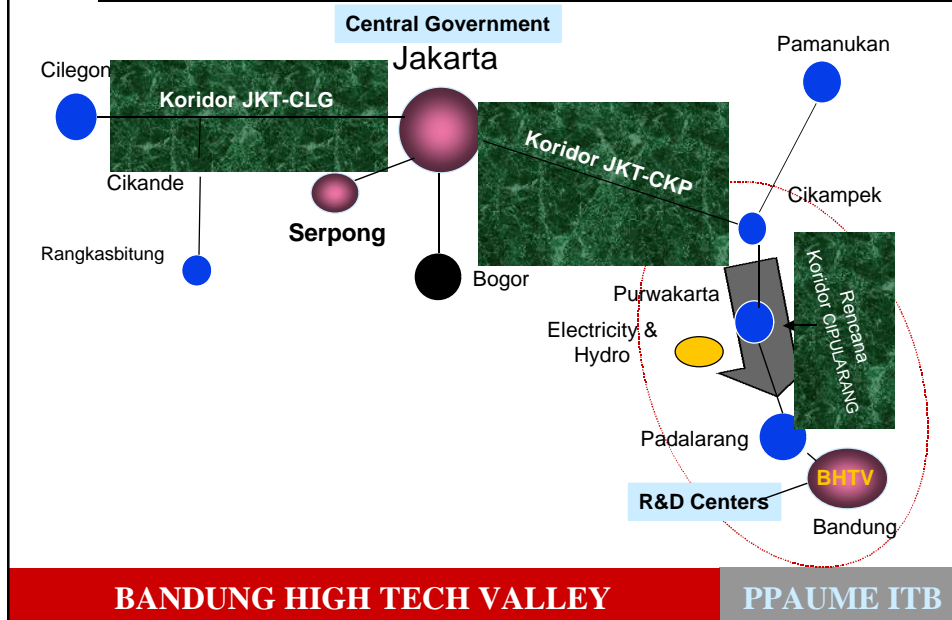 Central Government
Jakarta
Pamanukan
Cilegon
Koridor JKT-CLG
Koridor JKT-CKP
Cikande
Cikampek
Serpong
Rangkasbitung
Bogor
Purwakarta
Rencana
Koridor CIPULARANG
Electricity &
Hydro
Padalarang
BHTV
R&D Centers
Bandung
BANDUNG HIGH TECH VALLEY
PPAUME ITB